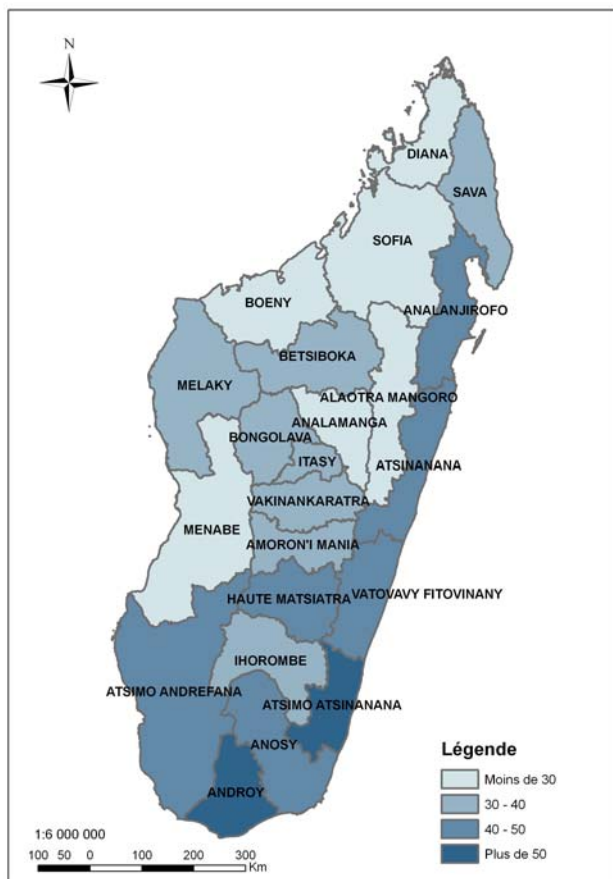 N
DIANA
SAVA
SOFIA
BOENY
ANALANJIROFO
BETSIBOKA
MELAKY
ALAOTRA MANGORO
ANALAMANGA
BONGOLAVA
ITASY
ATSINANANA
VAKINANKARATRA
MENABE
AMORON'I MANIA
HAUTE MATSIATRA
VATOVAVY FITOVINANY
IHOROMBE
ATSIMO ANDREFANA
ATSIMO ATSINANANA
ANOSY
ANDROY
Légende
Moins de 30
30 - 40
40 - 50
Plus de 50
1:6 000 000
100 50 0 100 200 300
Km